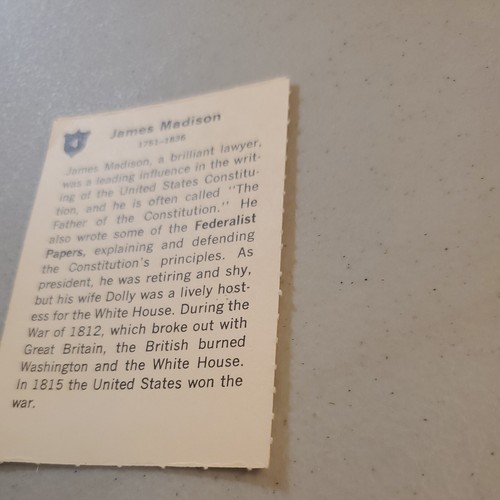 4
James Madison
1751–1836
James Madison, a brilliant lawyer,
was a leading influence in the writ-
ing of the United States Constitu-
tion, and he is often called "The
Father of the Constitution." He
also wrote some of the Federalist
Papers, explaining and defending
the Constitution's principles. As
president, he was retiring and shy,
but his wife Dolly was a lively host-
ess for the White House. During the
War of 1812, which broke out with
Great Britain, the British burned
Washington and the White House.
In 1815 the United States won the
war.